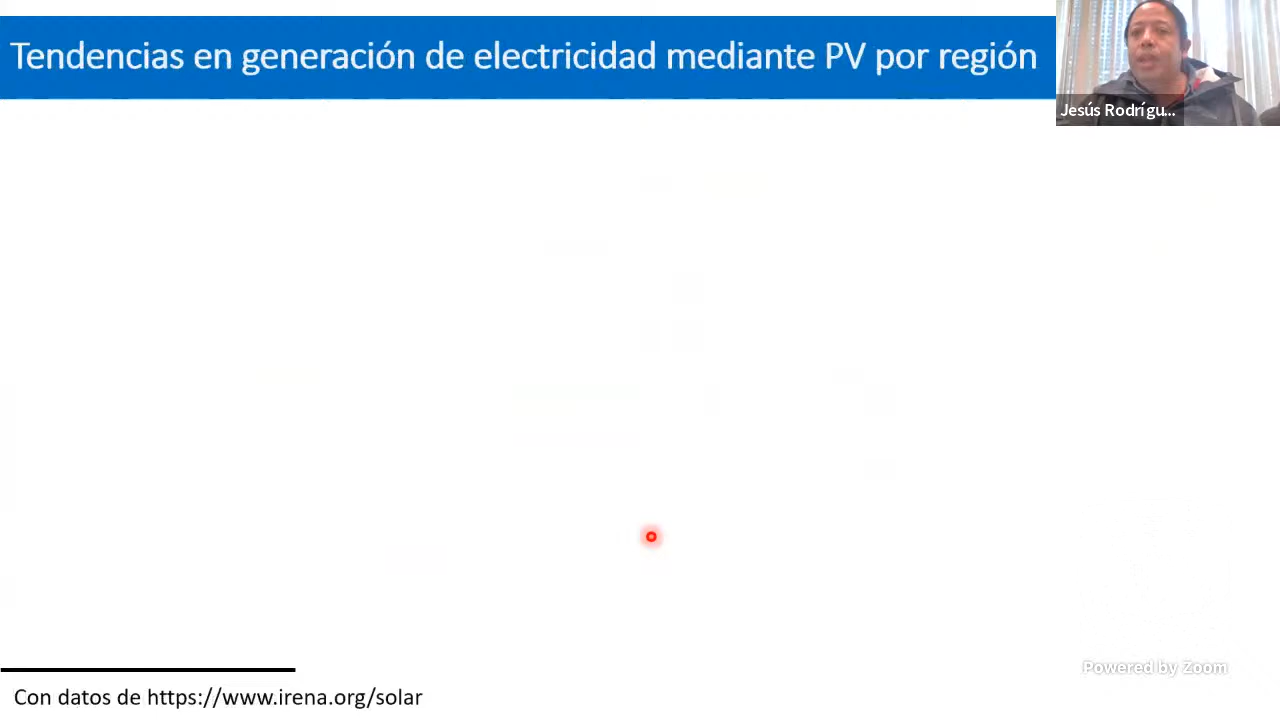 Tendencias en generación de electricidad mediante PV por región
Jesús Rodrígu...
Powered by Zoom
Con datos de https://www.irena.org/solar